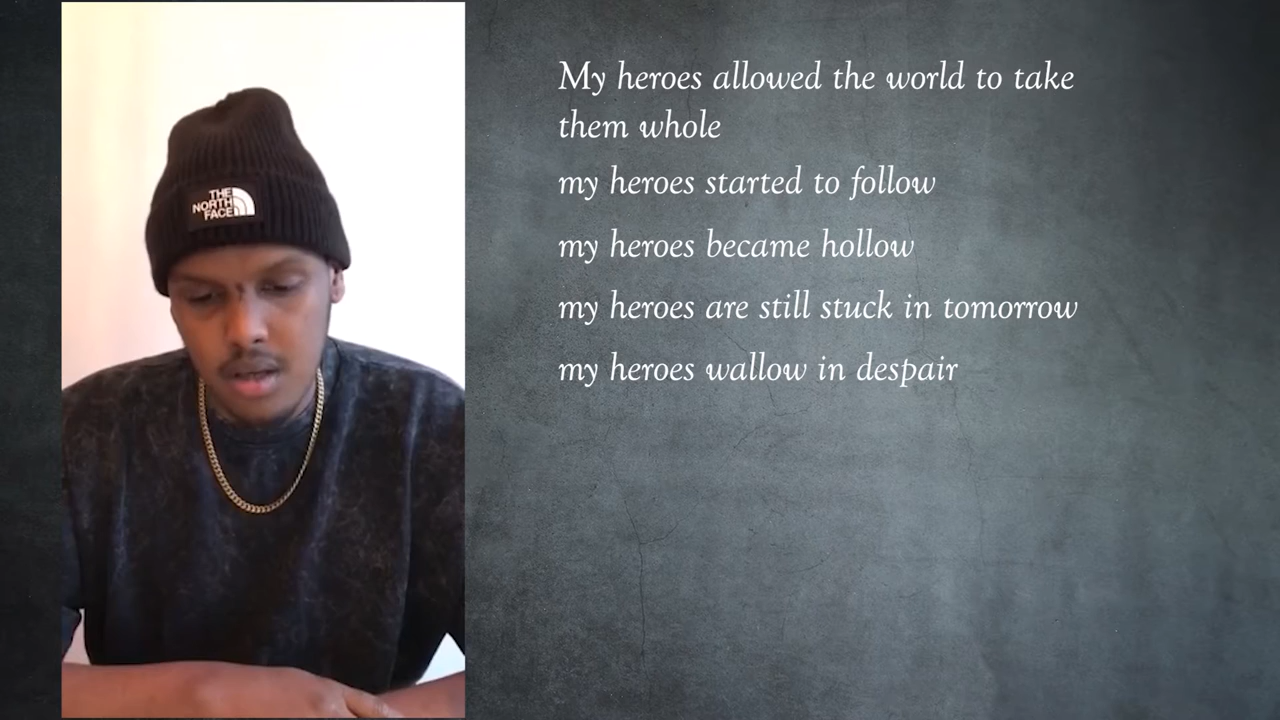 THE
NORTH
FACE
My heroes allowed the world to take
them whole
my heroes started to follow
my heroes became hollow
my heroes are still stuck in tomorrow
my heroes wallow in despair